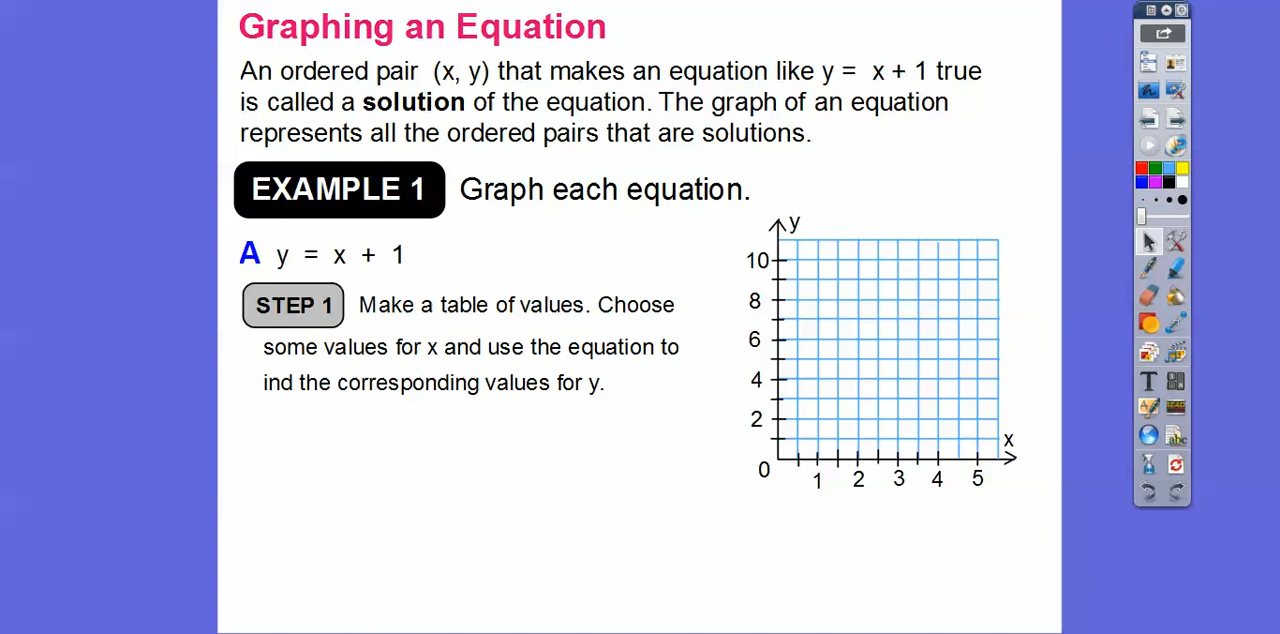 Graphing an Equation
An ordered pair (x, y) that makes an equation like y = x + 1 true
is called a solution of the equation. The graph of an equation
represents all the ordered pairs that are solutions.
EXAMPLE 1 Graph each equation.
A y = x + 1
STEP 1 Make a table of values. Choose
some values for x and use the equation to
ind the corresponding values for y.
y
10
8
6
4
2
0
1 2 3 4 5
x
T
abc